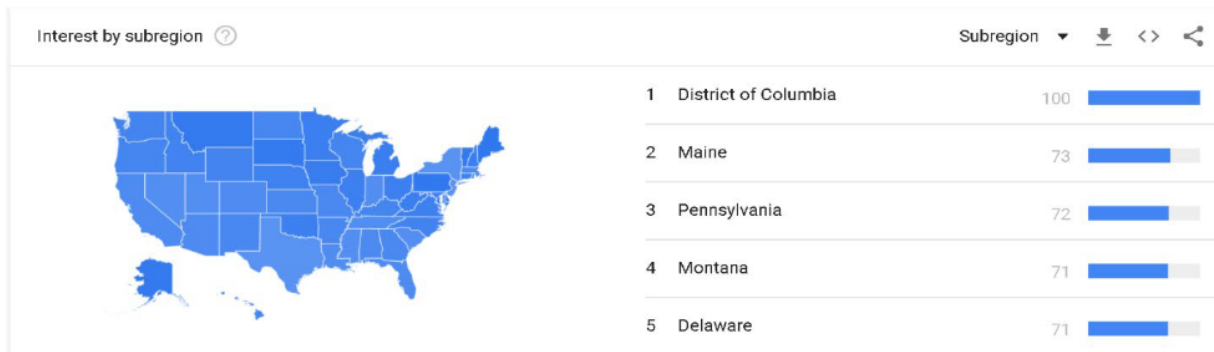 Interest by subregion
Subregion
1 District of Columbia 100
2 Maine 73
3 Pennsylvania 72
4 Montana 71
5 Delaware 71